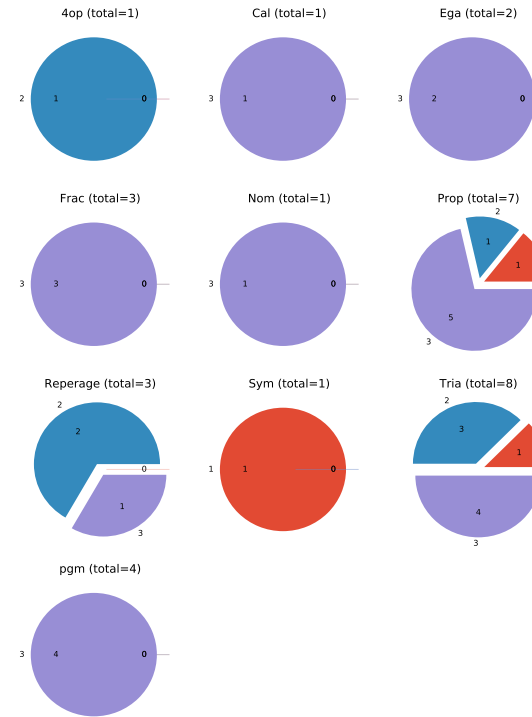 4op (total=1)
Cal (total=1)
Ega (total=2)
2 1 0
3 1 0
3 2 0
Frac (total=3)
Nom (total=1)
Prop (total=7)
3 3 0
3 1 0
2
1
1
5
3
Reperage (total=3)
Sym (total=1)
Tria (total=8)
2
2
0
1
3
1 1 0
2
3
1
4
3
pgm (total=4)
3 4 0